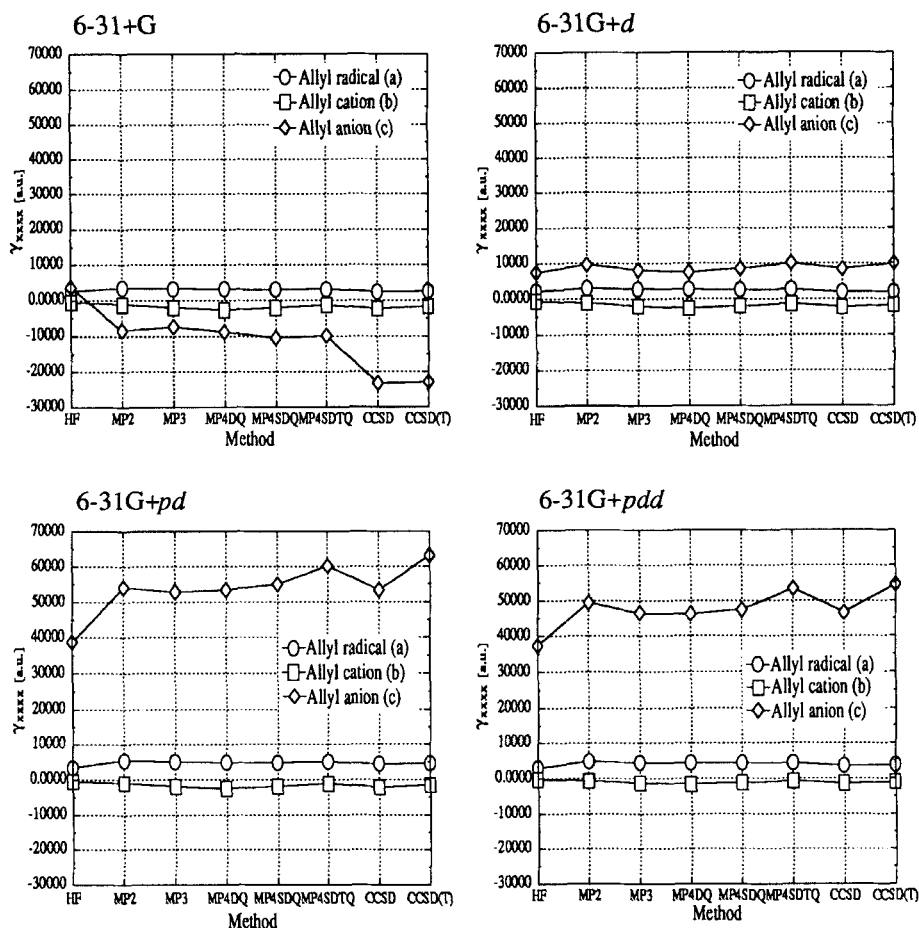 6-31+G
70000
60000
50000
40000
30000
20000
10000
0.0000
-10000
-20000
-30000
γxxxx [a.u.]
Allyl radical (a)
Allyl cation (b)
Allyl anion (c)
HF MP2 MP3 MP4DQ MP4SDQ MP4SDTQ CCSD CCSD(T)
Method
6-31G+d
70000
60000
50000
40000
30000
20000
10000
0.0000
-10000
-20000
-30000
γxxxx [a.u.]
Allyl radical (a)
Allyl cation (b)
Allyl anion (c)
HF MP2 MP3 MP4DQ MP4SDQ MP4SDTQ CCSD CCSD(T)
Method
6-31G+pd
70000
60000
50000
40000
30000
20000
10000
0.0000
-10000
-20000
-30000
γxxxx [a.u.]
Allyl radical (a)
Allyl cation (b)
Allyl anion (c)
HF MP2 MP3 MP4DQ MP4SDQ MP4SDTQ CCSD CCSD(T)
Method
6-31G+pdd
70000
60000
50000
40000
30000
20000
10000
0.0000
-10000
-20000
-30000
γxxxx [a.u.]
Allyl radical (a)
Allyl cation (b)
Allyl anion (c)
HF MP2 MP3 MP4DQ MP4SDQ MP4SDTQ CCSD CCSD(T)
Method